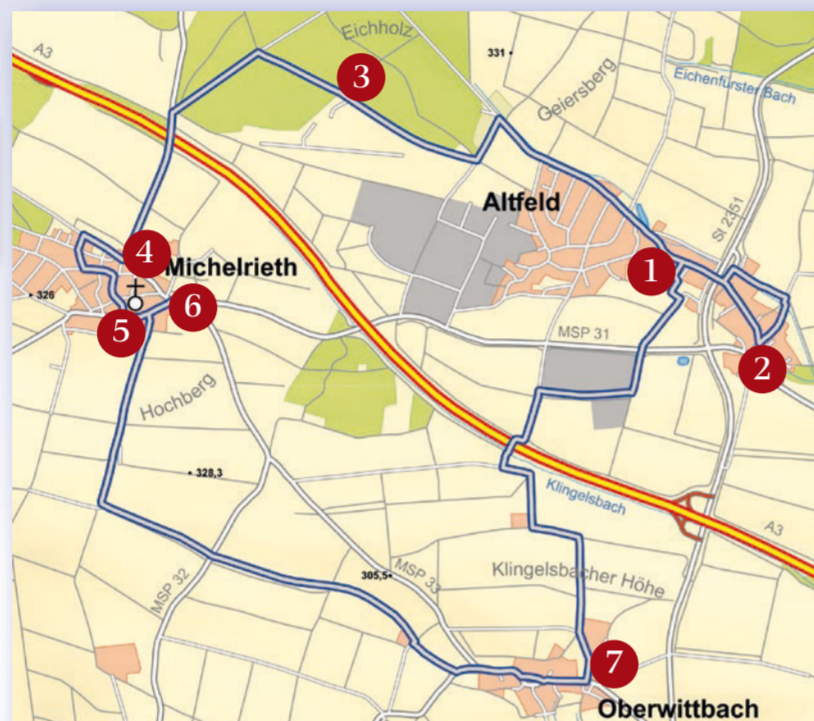 A3
Eichholz
331
3
Geiersberg
Eichenfürster Bach
Altfeld
St 2351
4
Michelrieth
1
326
6
5
MSP 31
2
Hochberg
328,3
Klingelsbach
A3
MSP 32
305,5
MSP 33
Klingelsbacher Höhe
7
Oberwittbach